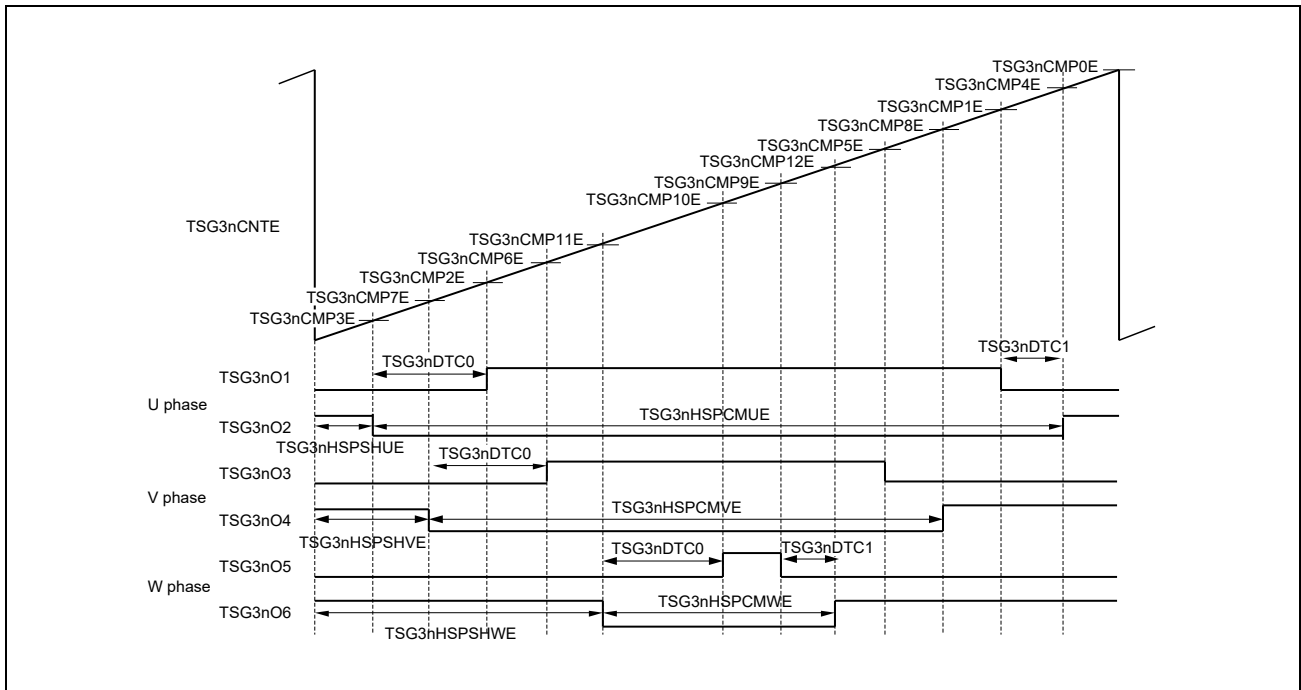 TSG3nCMP0E
TSG3nCMP4E
TSG3nCMP1E
TSG3nCMP8E
TSG3nCMP5E
TSG3nCMP12E
TSG3nCMP9E
TSG3nCMP10E
TSG3nCNTE
TSG3nCMP11E
TSG3nCMP6E
TSG3nCMP2E
TSG3nCMP7E
TSG3nCMP3E
TSG3nDTC1
TSG3nDTC0
TSG3nO1
U phase
TSG3nHSPCMUE
TSG3nO2
TSG3nHSPSHUE
TSG3nDTC0
TSG3nO3
V phase
TSG3nHSPCMVE
TSG3nO4
TSG3nHSPSHVE
TSG3nDTC0
TSG3nDTC1
TSG3nO5
W phase
TSG3nHSPCMWE
TSG3nO6
TSG3nHSPSHWE